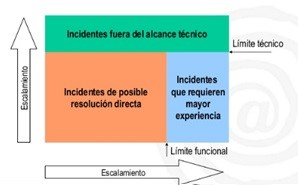 Incidentes fuera del alcance técnico
Límite técnico
Escalamiento
Incidentes de posible
resolución directa
Incidentes
que requieren
mayor
experiencia
Límite funcional
Escalamiento